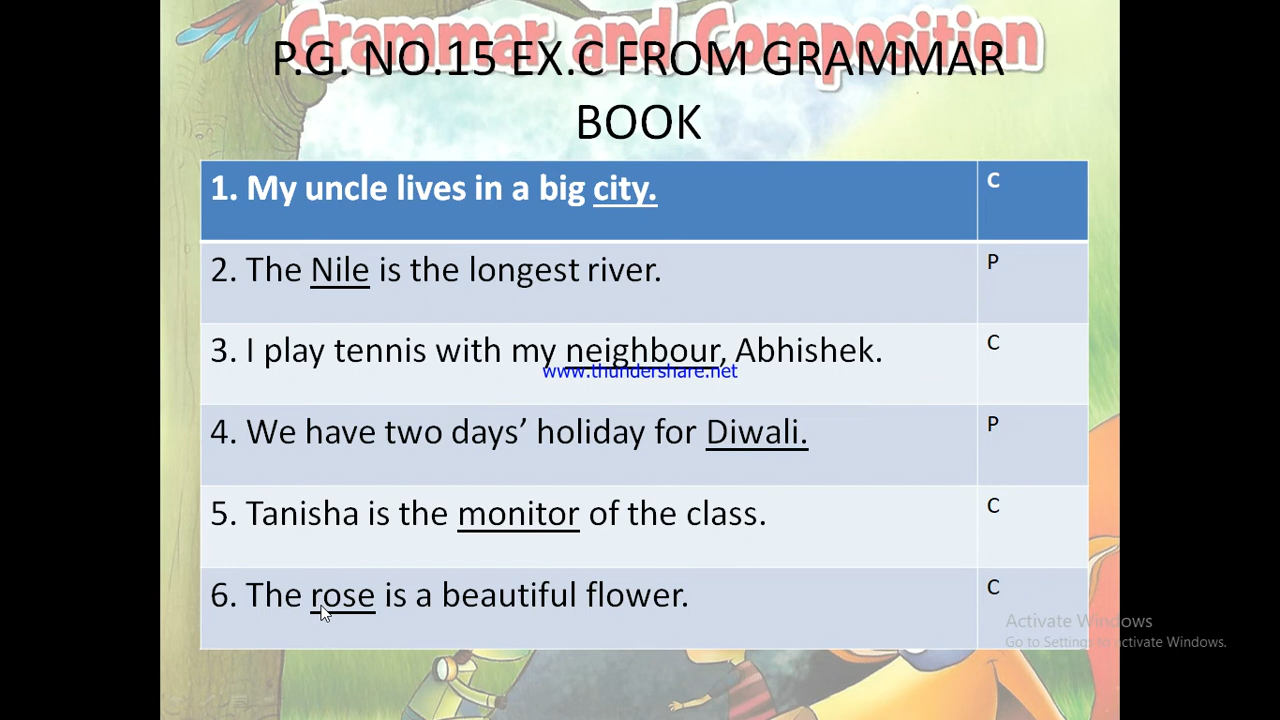 Grammar and Composition
P.G. NO.15 EX.C FROM GRAMMAR
BOOK
1. My uncle lives in a big city. C
2. The Nile is the longest river. P
3. I play tennis with my neighbour, Abhishek. C
www.thundershare.net
4. We have two days’ holiday for Diwali. P
5. Tanisha is the monitor of the class. C
6. The rose is a beautiful flower. C
Activate Windows
Go to Settings to activate Windows.